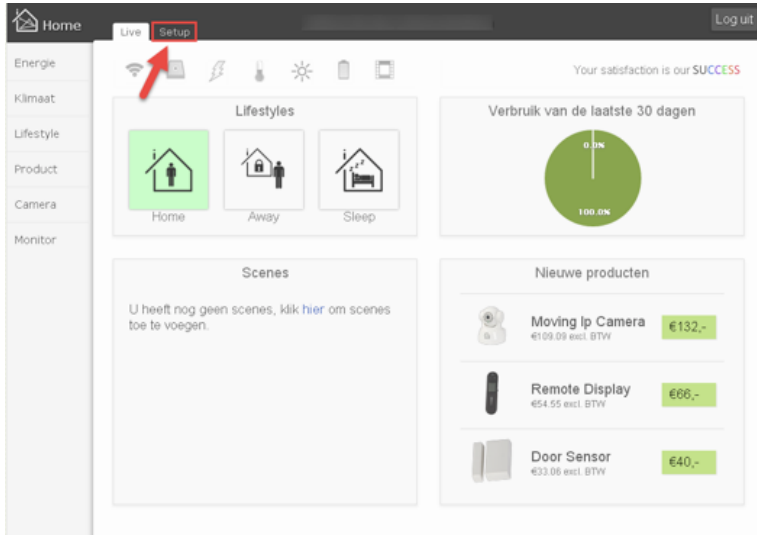 Home
Live
Setup
Log uit
Energie
Klimaat
Lifestyle
Product
Camera
Monitor
Your satisfaction is our SUCCESS
Lifestyles
Home
Away
Sleep
Verbruik van de laatste 30 dagen
0.0%
100.0%
Scenes
U heeft nog geen scenes, klik hier om scenes
toe te voegen.
Nieuwe producten
Moving Ip Camera
€109.09 excl. BTW
€132,-
Remote Display
€54.55 excl. BTW
€66,-
Door Sensor
€33.06 excl. BTW
€40,-